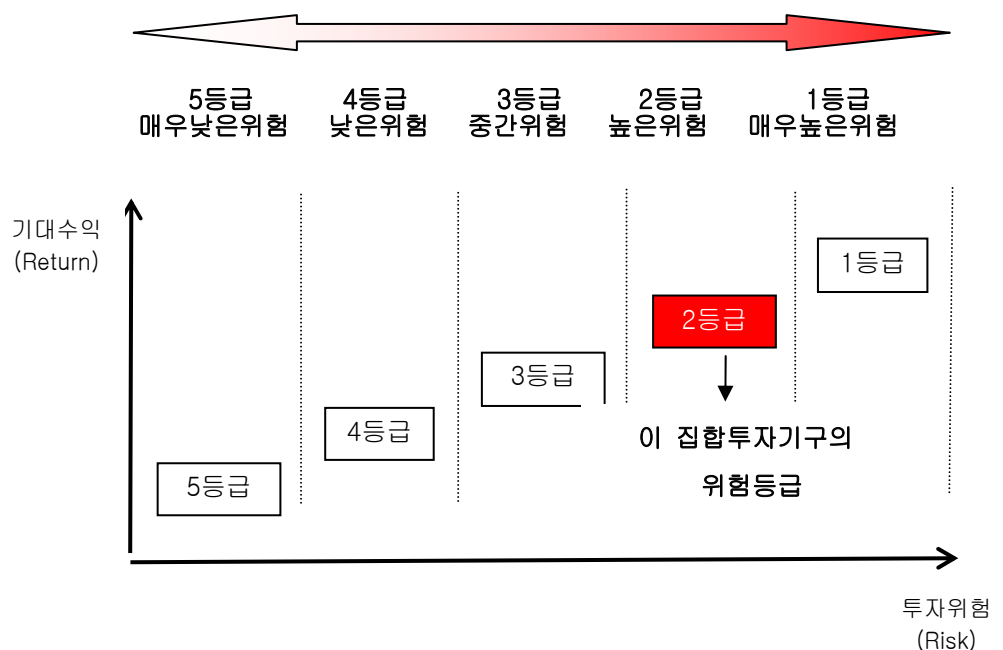 5등급 4등급 3등급 2등급 1등급
매우낮은위험 낮은위험 중간위험 높은위험 매우높은위험
기대수익
(Return)
1등급
2등급
3등급
4등급
5등급
이 집합투자기구의
위험등급
투자위험
(Risk)